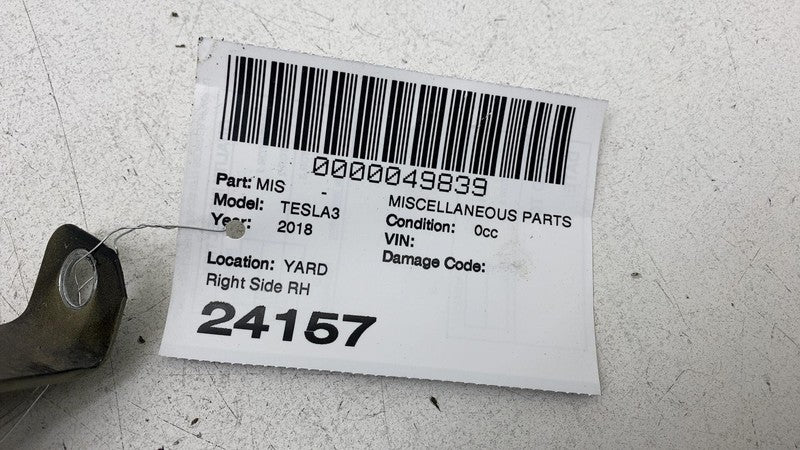 0000049839
Part: MIS - MISCELLANEOUS PARTS
Model: TESLA3 Condition: 0cc
Year: 2018 VIN:
Damage Code:
Location: YARD
Right Side RH
24157